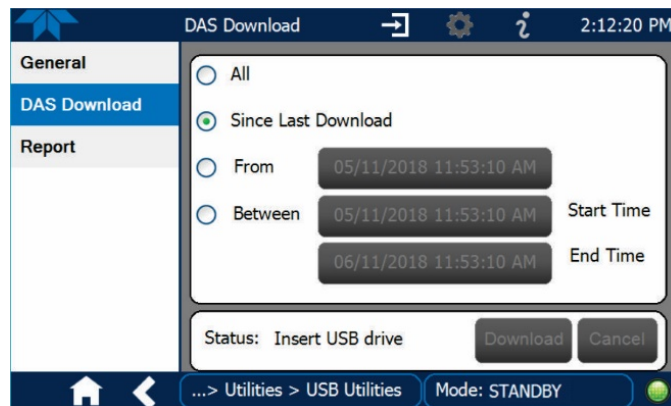 DAS Download
2:12:20 PM
General
DAS Download
Report
All
Since Last Download
From 05/11/2018 11:53:10 AM
Between 05/11/2018 11:53:10 AM Start Time
06/11/2018 11:53:10 AM End Time
Status: Insert USB drive Download Cancel
...> Utilities > USB Utilities Mode: STANDBY